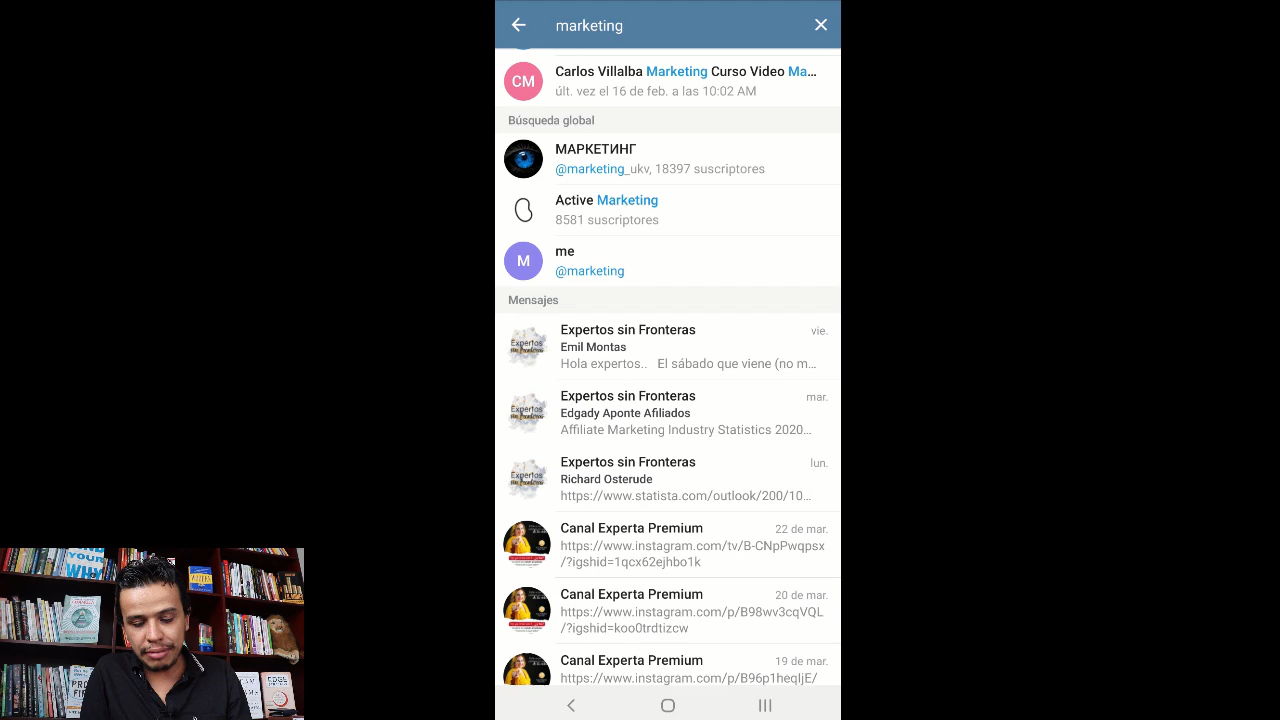 marketing
CM
Carlos Villalba Marketing Curso Video Ma...
últ. vez el 16 de feb. a las 10:02 AM
Búsqueda global
МАРКЕТИНГ
@marketing_ukv, 18397 suscriptores
Active Marketing
8581 suscriptores
M
me
@marketing
Mensajes
Expertos sin Fronteras
vie.
Emil Montas
Hola expertos.. El sábado que viene (no m...
Expertos sin Fronteras
mar.
Edgady Aponte Afiliados
Affiliate Marketing Industry Statistics 2020...
Expertos sin Fronteras
lun.
Richard Osterude
https://www.statista.com/outlook/200/10...
Canal Experta Premium
22 de mar.
https://www.instagram.com/tv/B-CNpPwqpsx
/?igshid=1qcx62ejhbo1k
Canal Experta Premium
20 de mar.
https://www.instagram.com/p/B98wv3cqVQL
/?igshid=koo0trdtizcw
Canal Experta Premium
19 de mar.
https://www.instagram.com/p/B96p1heqIjE/